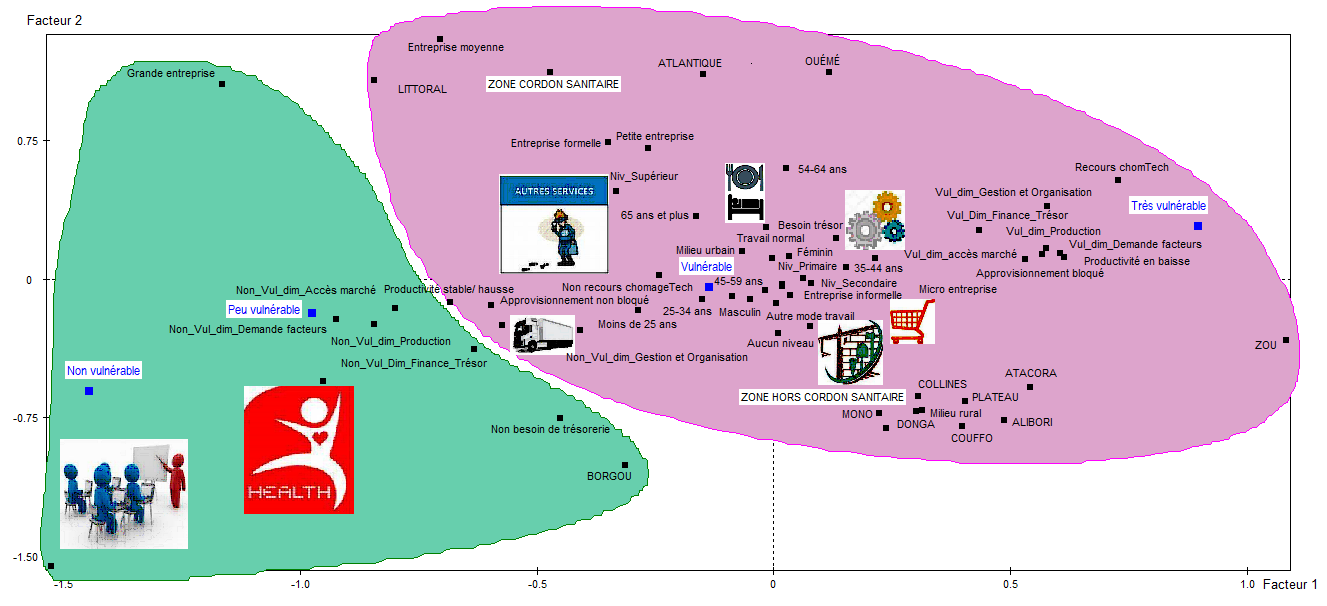 Facteur 2
Entreprise moyenne
Grande entreprise
LITTORAL
ZONE CORDON SANITAIRE
ATLANTIQUE
OUÉMÉ
0.75
Entreprise formelle
Petite entreprise
Niv_Supérieur
AUTRES SERVICES
65 ans et plus
54-64 ans
Recours chomTech
Vul_dim_Gestion et Organisation
Très vulnérable
Vul_Dim_Finance_Trésor
Besoin trésor
Travail normal
Vul_dim_Production
Vul_dim_Demande facteurs
Milieu urbain
Féminin
Vul_dim_accès marché
Productivité en baisse
Vulnérable
Niv_Primaire
35-44 ans
Approvisionnement bloqué
0
Non_Vul_dim_Accès marché
Productivité stable/ hausse
Non recours chomageTech
45-59 ans
Niv_Secondaire
Micro entreprise
Peu vulnérable
Approvisionnement non bloqué
Entreprise informelle
25-34 ans
Masculin
Autre mode travail
Non_Vul_dim_Demande facteurs
Moins de 25 ans
Non_Vul_dim_Production
Aucun niveau
Non_Vul_dim_Gestion et Organisation
Non_Vul_Dim_Finance_Trésor
ZOU
Non vulnérable
ATACORA
COLLINES
ZONE HORS CORDON SANITAIRE
PLATEAU
-0.75
MONO
Milieu rural
DONGA
ALIBORI
COUFFO
Non besoin de trésorerie
BORGOU
HEALTH
-1.50
-1.5
-1.0
-0.5
0
0.5
1.0
Facteur 1